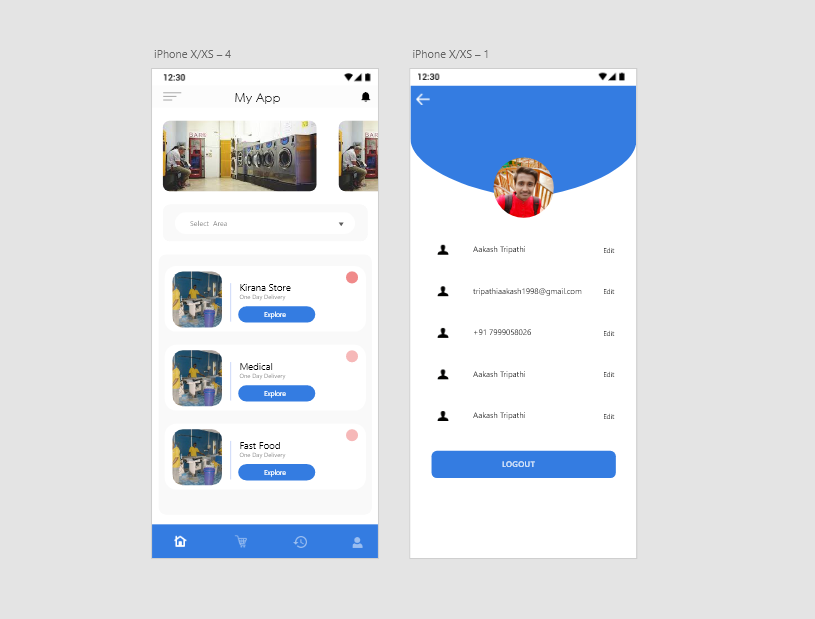 iPhone X/XS – 4
12:30
My App
Select Area
Kirana Store
One Day Delivery
Explore
Medical
One Day Delivery
Explore
Fast Food
One Day Delivery
Explore
iPhone X/XS – 1
12:30
Aakash Tripathi
Edit
tripathiaakash1998@gmail.com
Edit
+91 7999058026
Edit
Aakash Tripathi
Edit
Aakash Tripathi
Edit
LOGOUT